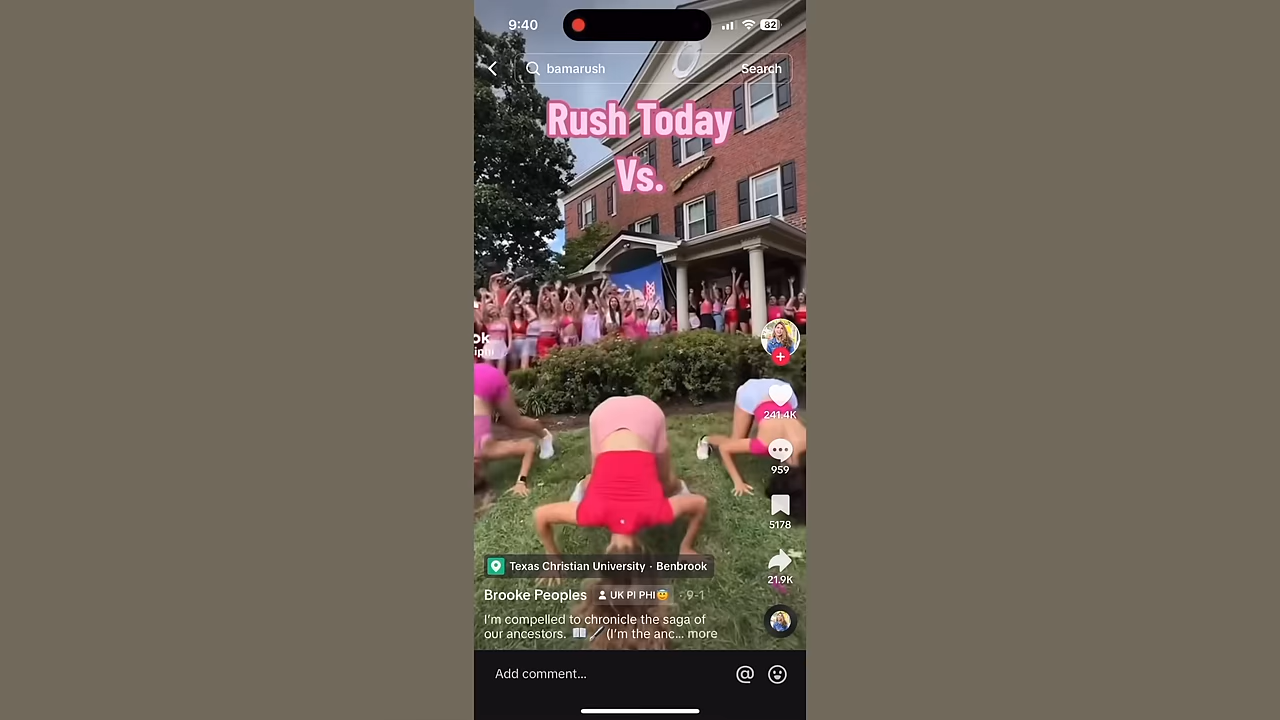 9:40
82
bamarush
Search
Rush Today
Vs.
ok
ipni
241.4K
959
5178
21.9K
Texas Christian University · Benbrook
Brooke Peoples
UK PI PHI😇
· 9-1
I'm compelled to chronicle the saga of
our ancestors. 📖🖋️ (I'm the anc... more
Add comment...
@